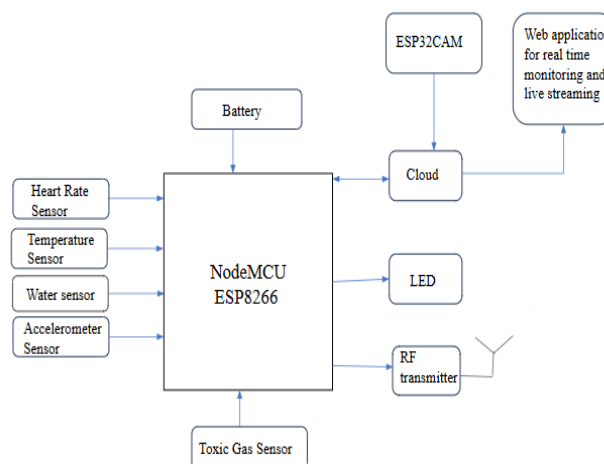 ESP32CAM
Web application
for real time
monitoring and
live streaming
Battery
Cloud
Heart Rate
Sensor
Temperature
Sensor
Water sensor
Accelerometer
Sensor
NodeMCU
ESP8266
LED
RF
transmitter
Toxic Gas Sensor